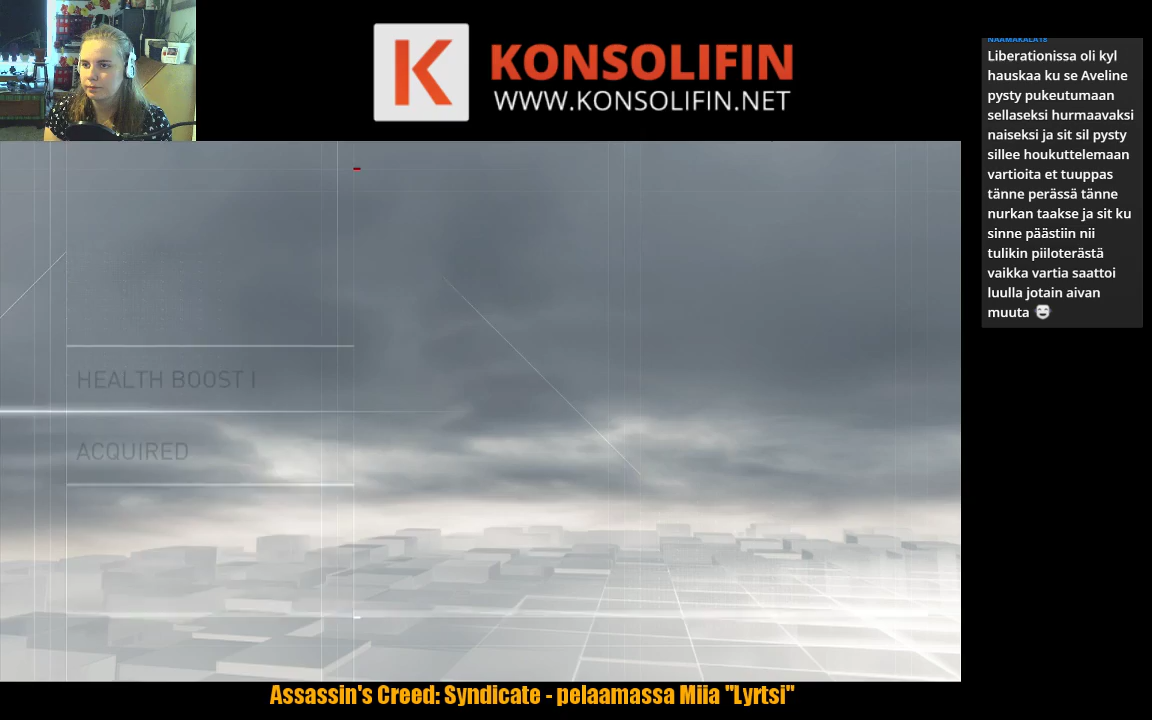 K KONSOLIFIN
WWW.KONSOLIFIN.NET
NAAMAKALA18
Liberationissa oli kyl
hauskaa ku se Aveline
pysty pukeutumaan
sellaseksi hurmaavaksi
naiseksi ja sit sil pysty
sillee houkuttelemaan
vartioita et tuuppas
tänne perässä tänne
nurkan taakse ja sit ku
sinne päästiin nii
tulikin piiloterästä
vaikka vartia saattoi
luulla jotain aivan
muuta
HEALTH BOOST I
ACQUIRED
Assassin's Creed: Syndicate - pelaamassa Miia "Lyrtsi"